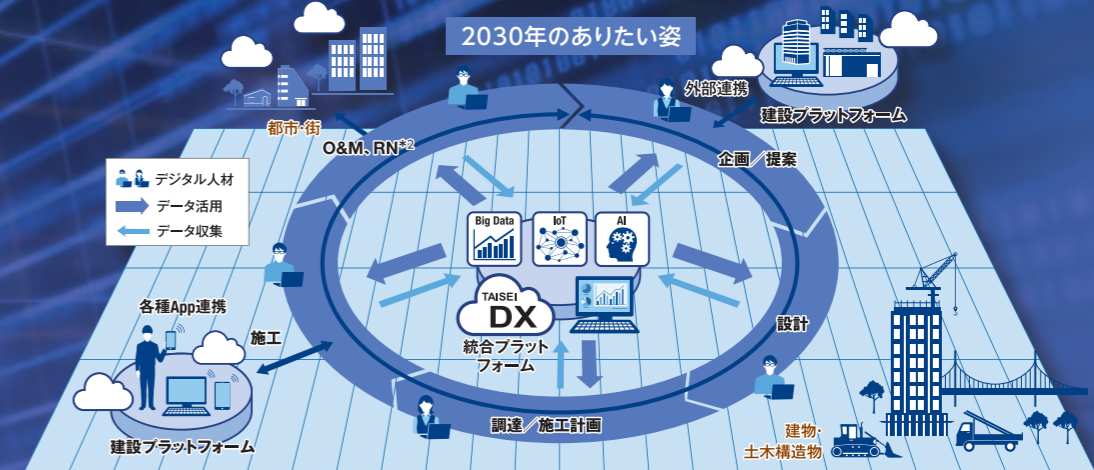 2030年のありたい姿
外部連携
建設プラットフォーム
都市・街
O&M、RN*2
企画／提案
デジタル人材
データ活用
データ収集
Big Data
IoT
AI
TAISEI
DX
統合プラット
フォーム
各種App連携
施工
設計
建設プラットフォーム
調達／施工計画
建物・
土木構造物